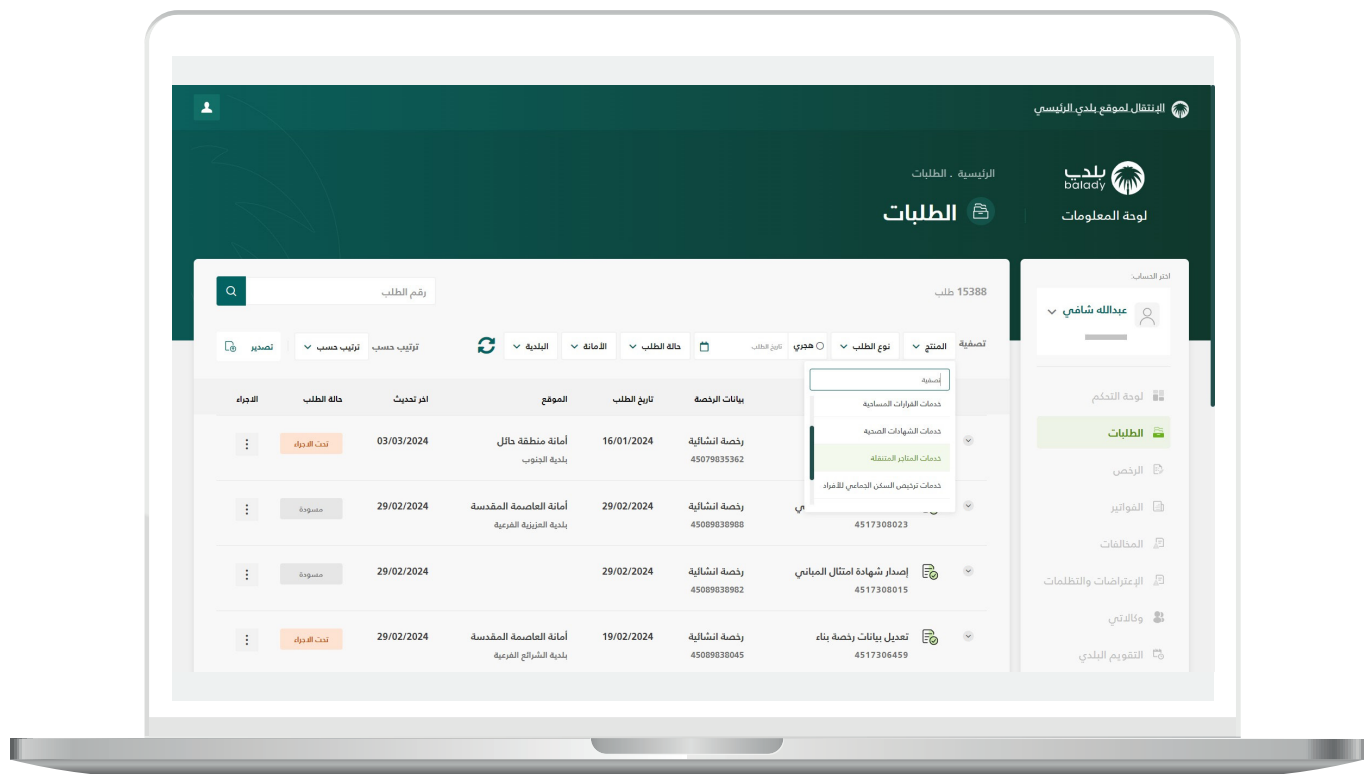 الإنتقال لموقع بلدي الرئيسي
بلدي
balady
لوحة المعلومات
الرئيسية . الطلبات
الطلبات
اختر الحساب:
عبدالله شافي
لوحة التحكم
الطلبات
الرخص
الفواتير
المخالفات
الإعتراضات والتظلمات
وكالاتي
التقويم البلدي
15388 طلب
رقم الطلب
تصفية المنتج نوع الطلب هجري تاريخ الطلب حالة الطلب الأمانة البلدية ترتيب حسب ترتيب حسب تصدير
تصفية
خدمات القرارات المساحية
خدمات الشهادات الصحية
خدمات المتاجر المتنقلة
خدمات ترخيص السكن الجماعي للأفراد
بيانات الرخصة تاريخ الطلب الموقع اخر تحديث حالة الطلب الاجراء
رخصة انشائية 16/01/2024 أمانة منطقة حائل 03/03/2024 تحت الاجراء
45079835362 بلدية الجنوب
رخصة انشائية 29/02/2024 أمانة العاصمة المقدسة 29/02/2024 مسودة
4517308023 45089838988 بلدية العزيزية الفرعية
إصدار شهادة امتثال المباني رخصة انشائية 29/02/2024 29/02/2024 مسودة
4517308015 45089838982
تعديل بيانات رخصة بناء رخصة انشائية 19/02/2024 أمانة العاصمة المقدسة 29/02/2024 تحت الاجراء
4517306459 45089838045 بلدية الشرائع الفرعية